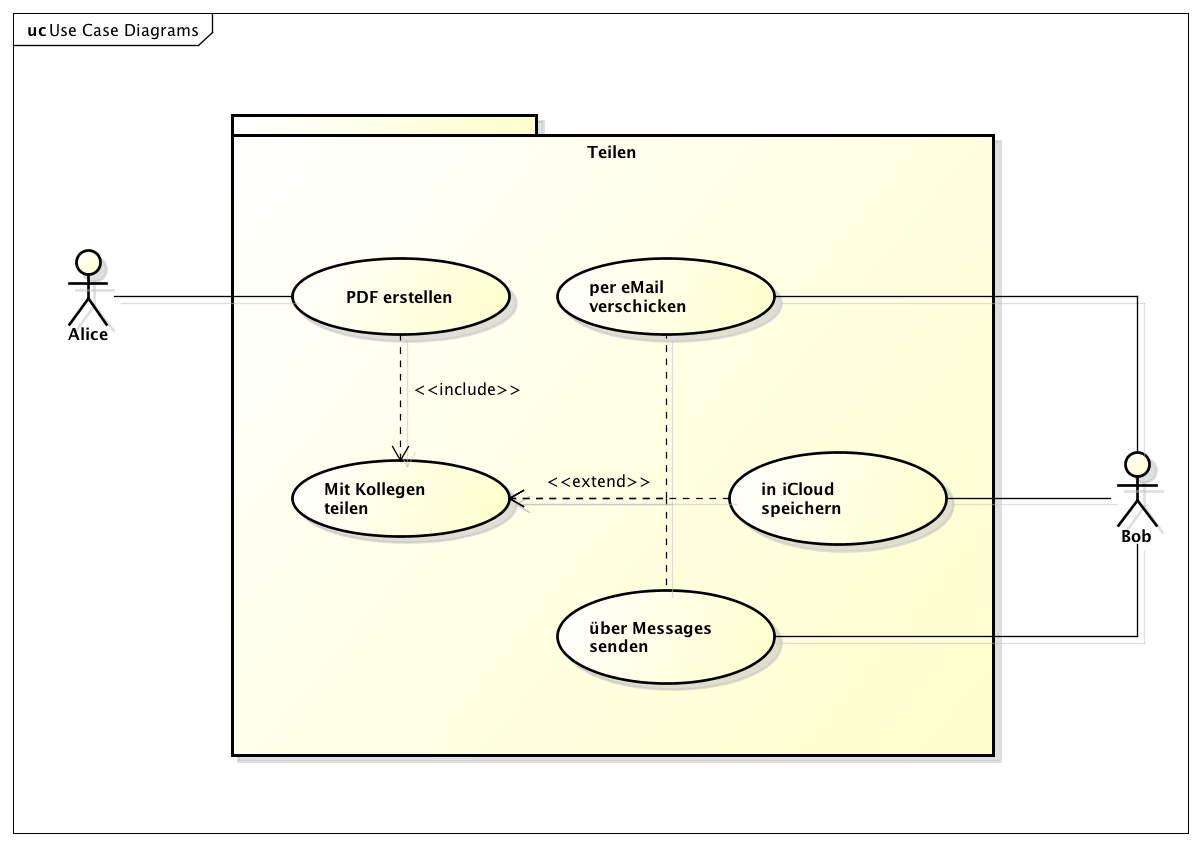 uc Use Case Diagrams
Teilen
Alice
PDF erstellen
per eMail
verschicken
<<include>>
<<extend>>
Mit Kollegen
teilen
in iCloud
speichern
Bob
über Messages
senden